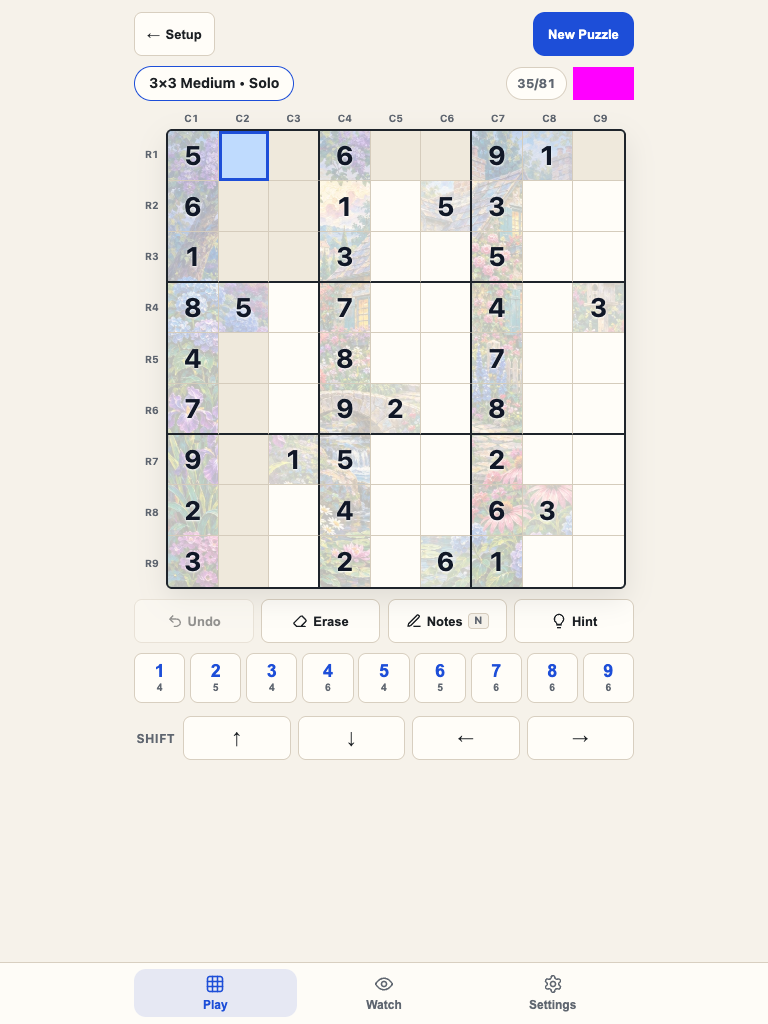 ← Setup
New Puzzle
3×3 Medium • Solo
35/81
C1 C2 C3 C4 C5 C6 C7 C8 C9
R1 5 6 9 1
R2 6 1 5 3
R3 1 3 5
R4 8 5 7 4 3
R5 4 8 7
R6 7 9 2 8
R7 9 1 5 2
R8 2 4 6 3
R9 3 2 6 1
Undo Erase Notes N Hint
1 2 3 4 5 6 7 8 9
4 5 4 6 4 5 6 6 6
SHIFT ↑ ↓ ← →
Play Watch Settings